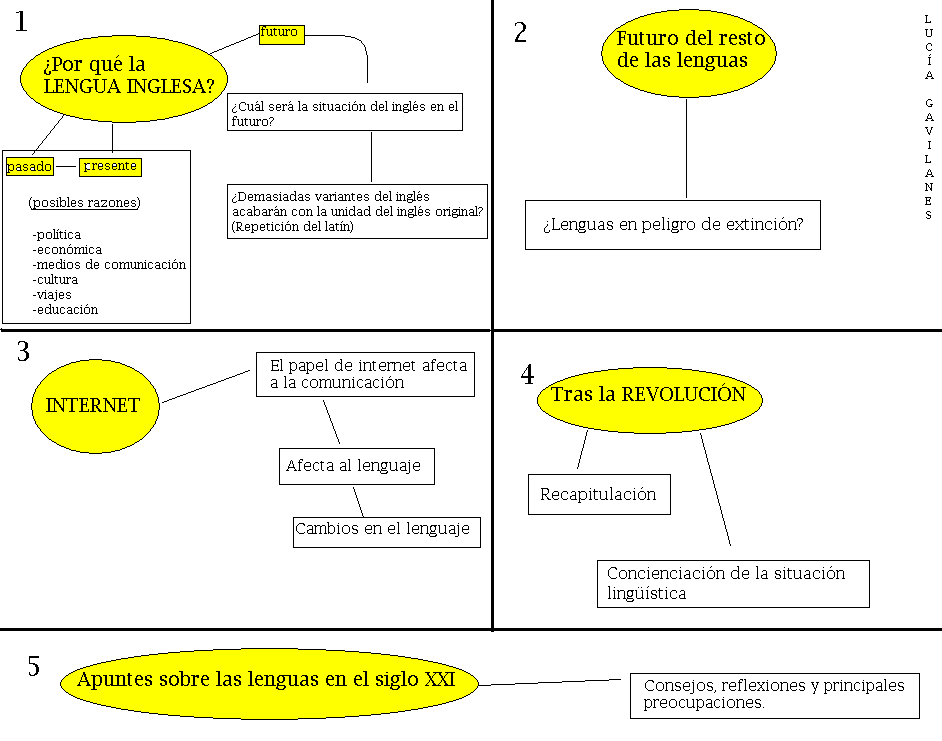 1
¿Por qué la
LENGUA INGLESA?
futuro
¿Cuál será la situación del inglés en el
futuro?
¿Demasiadas variantes del inglés
acabarán con la unidad del inglés original?
(Repetición del latín)
pasado
presente
(posibles razones)
-política
-económica
-medios de comunicación
-cultura
-viajes
-educación
2
Futuro del resto
de las lenguas
¿Lenguas en peligro de extinción?
LUCÍA GAVILANES
3
INTERNET
El papel de internet afecta
a la comunicación
Afecta al lenguaje
Cambios en el lenguaje
4
Tras la REVOLUCIÓN
Recapitulación
Concienciación de la situación
lingüística
5
Apuntes sobre las lenguas en el siglo XXI
Consejos, reflexiones y principales
preocupaciones.